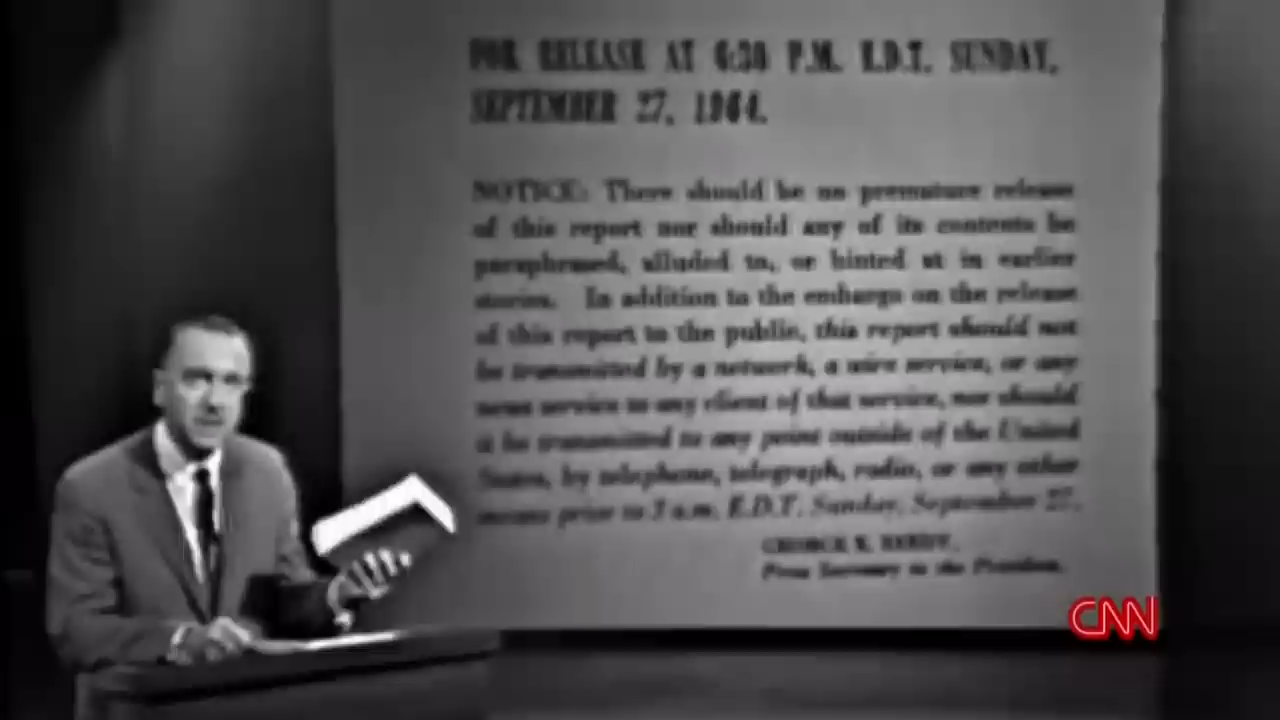 FOR RELEASE AT 6:30 P.M. E.D.T. SUNDAY,
SEPTEMBER 27, 1964.
NOTICE: There should be no premature release
of this report nor should any of its contents be
paraphrased, alluded to, or hinted at in earlier
stories. In addition to the embargo on the release
of this report to the public, this report should not
be transmitted by a network, a wire service, or any
news service to any client of that service, nor should
it be transmitted to any point outside of the United
States, by telephone, telegraph, radio, or any other
means prior to 3 a.m. E.D.T. Sunday, September 27.
GEORGE E. REEDY,
Press Secretary to the President.
CNN